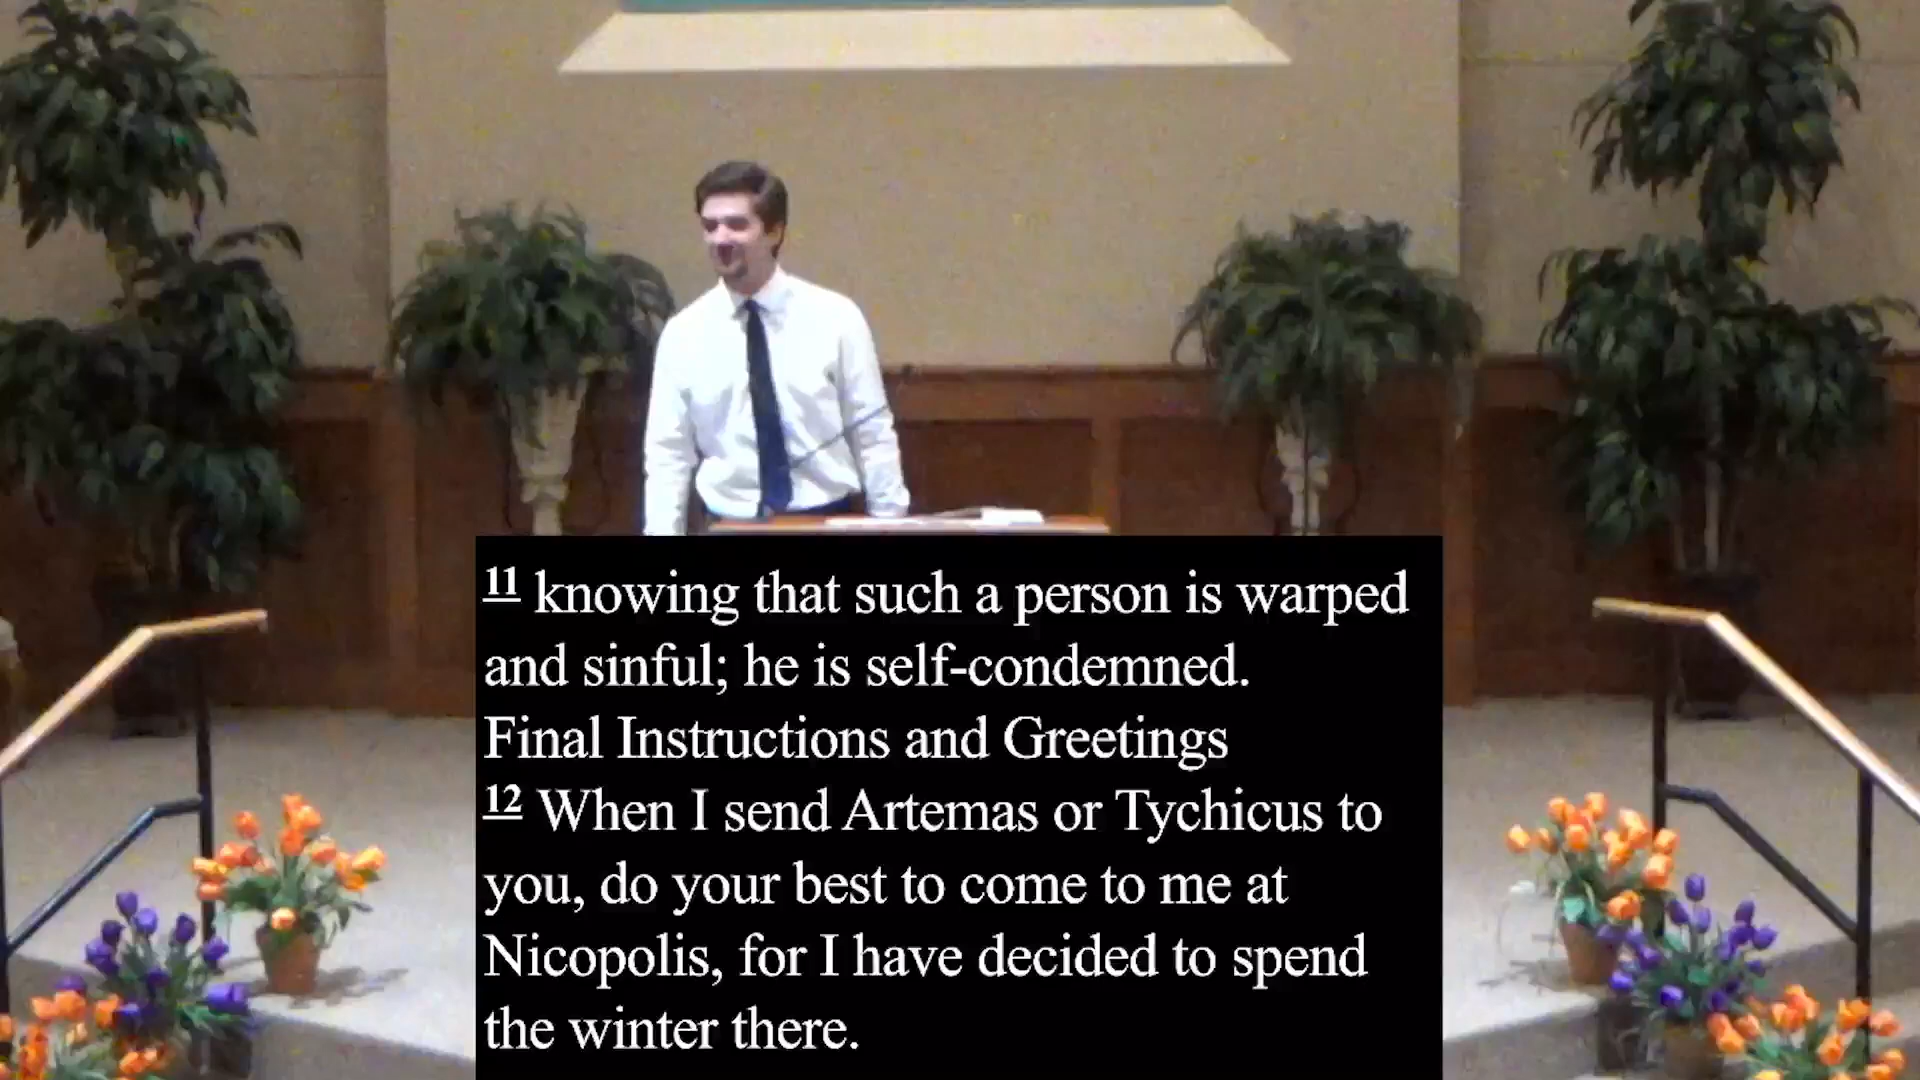 11 knowing that such a person is warped
and sinful; he is self-condemned.
Final Instructions and Greetings
12 When I send Artemas or Tychicus to
you, do your best to come to me at
Nicopolis, for I have decided to spend
the winter there.